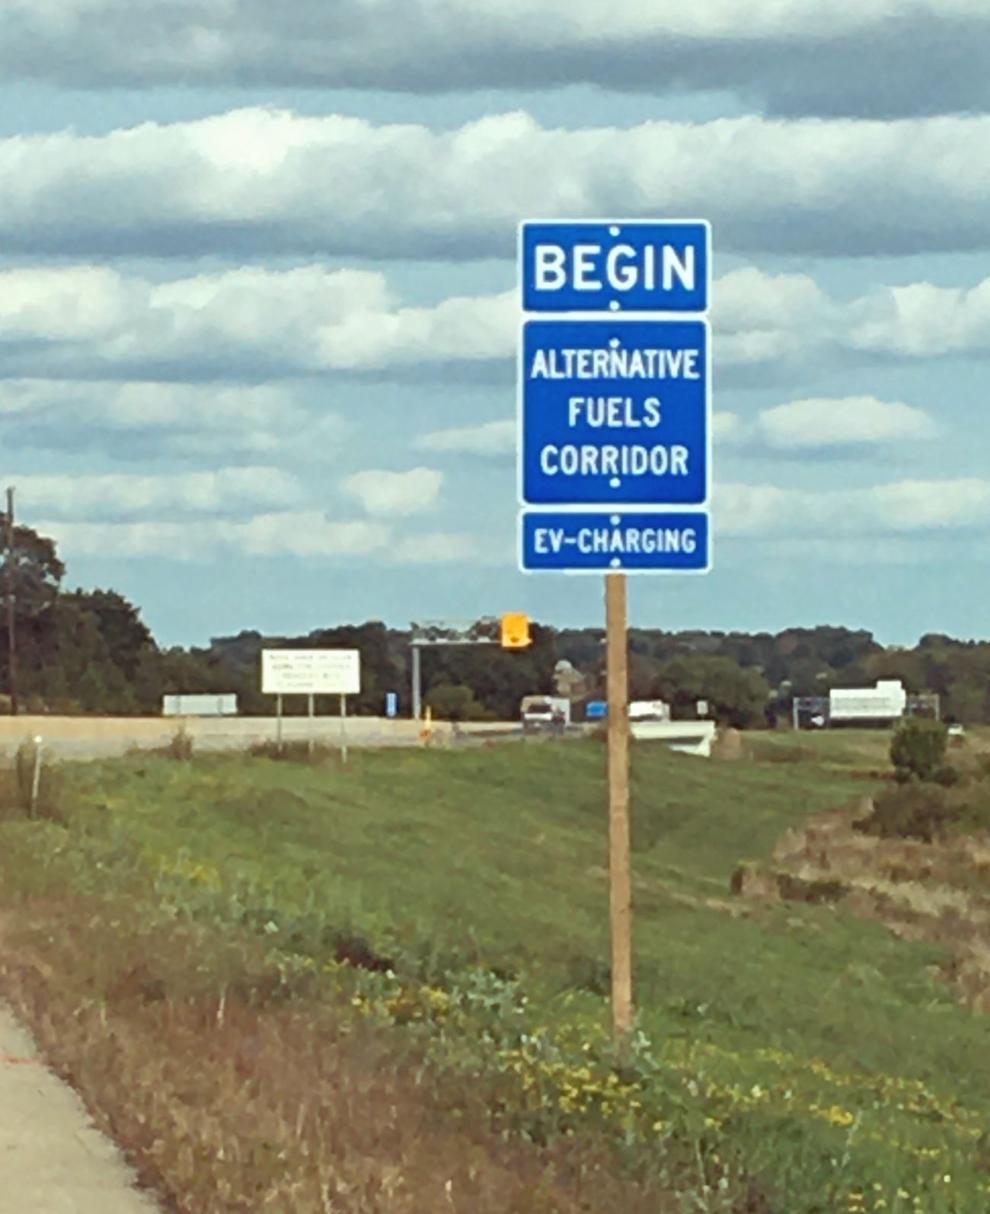 BEGIN
ALTERNATIVE
FUELS
CORRIDOR
EV-CHARGING